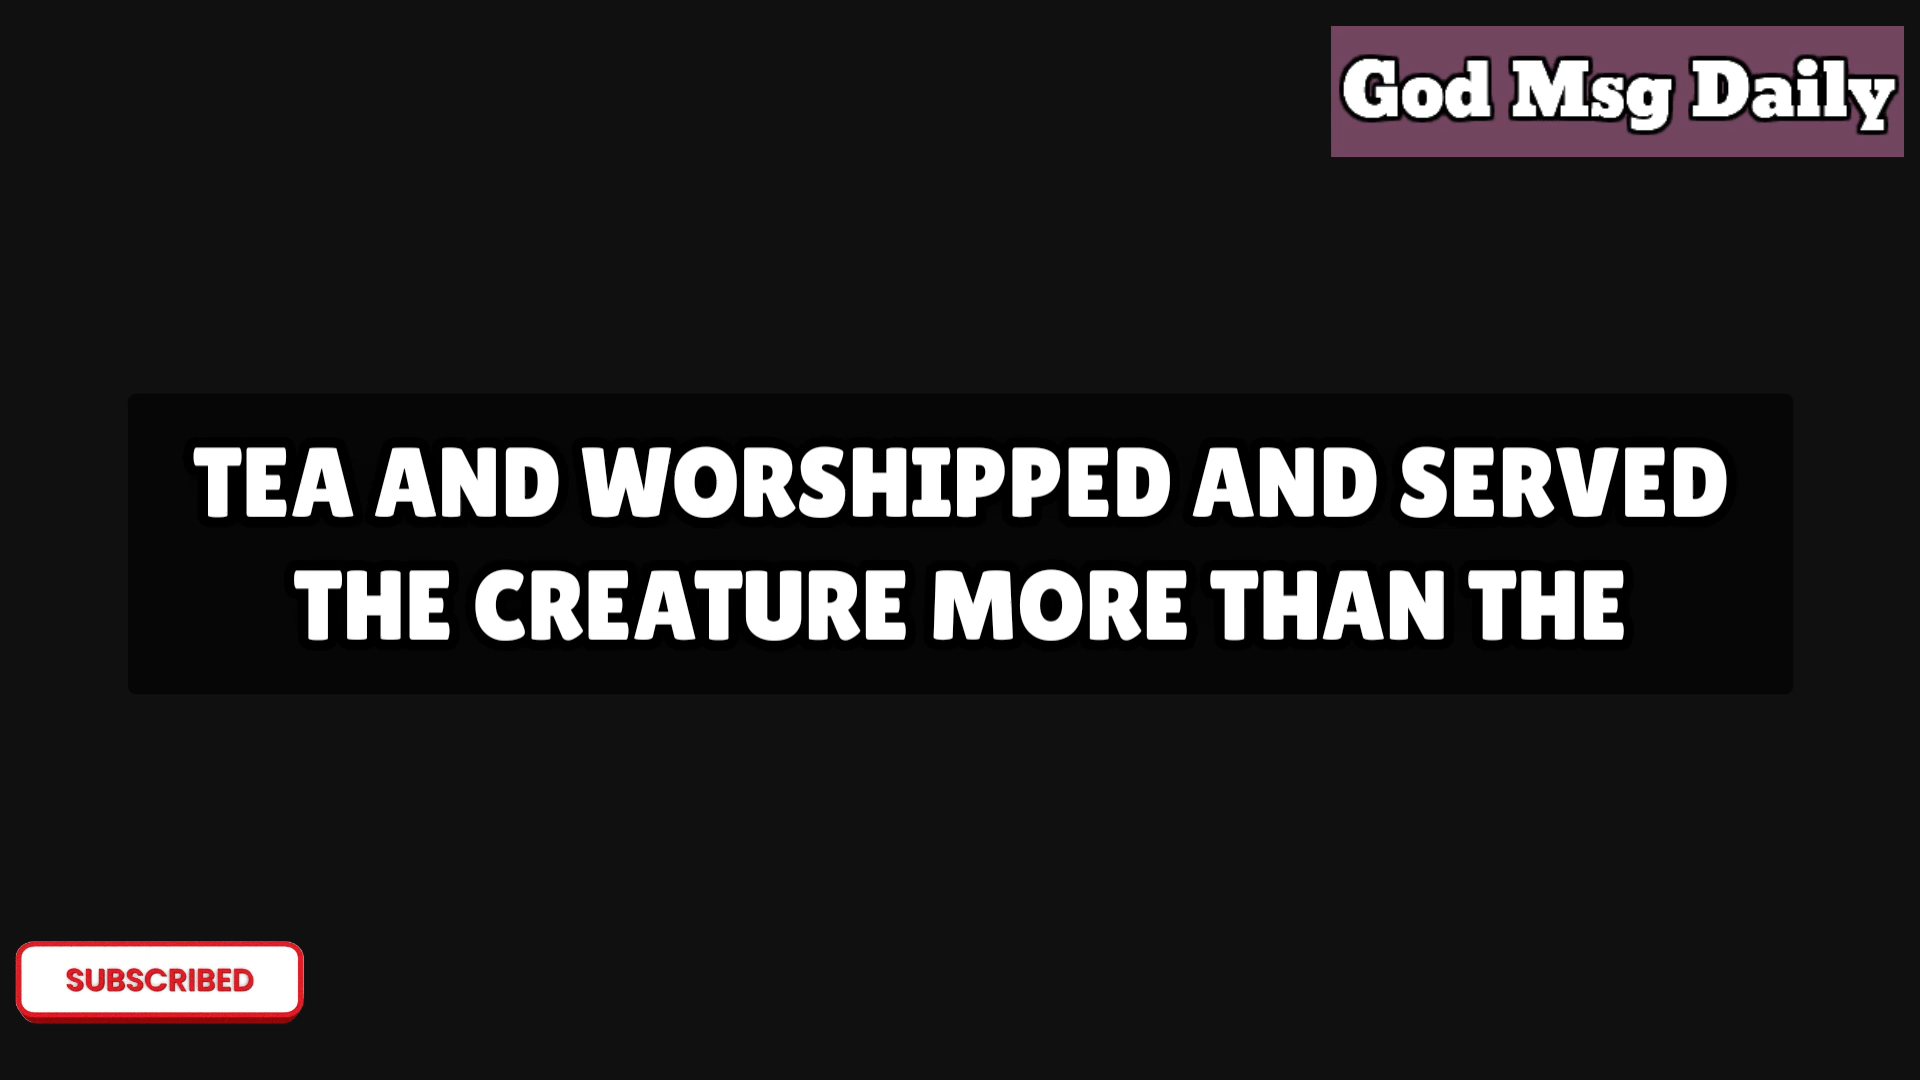 God Msg Daily
TEA AND WORSHIPPED AND SERVED
THE CREATURE MORE THAN THE
SUBSCRIBED